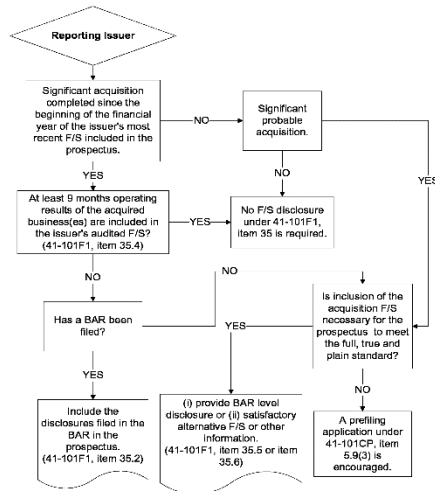 Reporting Issuer
Significant acquisition
completed since the
beginning of the financial
year of the issuer's most
recent F/S included in the
prospectus.
NO
Significant
probable
acquisition.
YES
NO
YES
At least 9 months operating
results of the acquired
business(es) are included in
the issuer's audited F/S?
(41-101F1, item 35.4)
YES
No F/S disclosure
under 41-101F1,
item 35 is required.
NO
NO
Has a BAR been
filed?
YES
Is inclusion of the
acquisition F/S
necessary for the
prospectus to meet
the full, true and
plain standard?
YES
NO
Include the
disclosures filed in the
BAR in the
prospectus.
(41-101F1, item 35.2)
(i) provide BAR level
disclosure or (ii) satisfactory
alternative F/S or other
information.
(41-101F1, item 35.5 or item
35.6)
A prefiling
application under
41-101CP, item
5.9(3) is
encouraged.